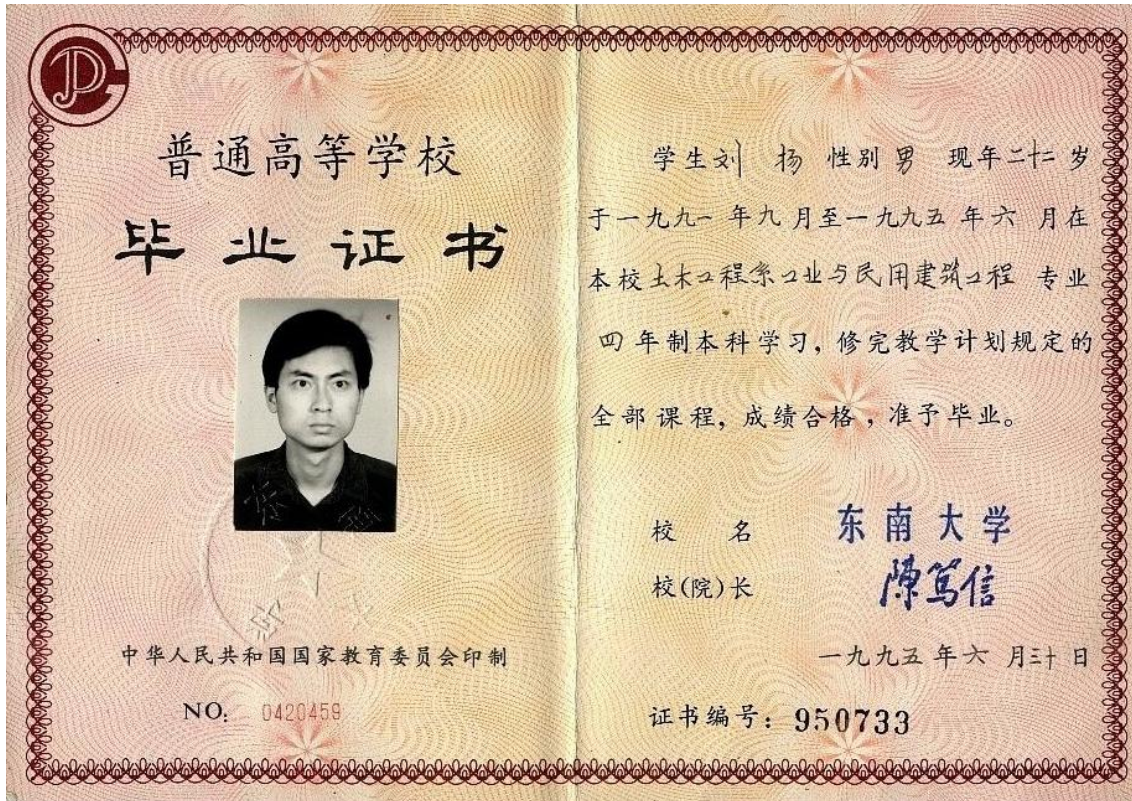 普通高等学校
毕业证书
中华人民共和国国家教育委员会印制
NO: 0420459
学生刘 扬 性别 男 现年二十二岁
于一九九一年九月至一九九五年六 月在
本校土木工程系工业与民用建筑工程 专业
四年制本科学习，修完教学计划规定的
全部课程，成绩合格，准予毕业。
校 名 东南大学
校(院)长 陳篤信
一九九五年六 月三十日
证书编号：950733